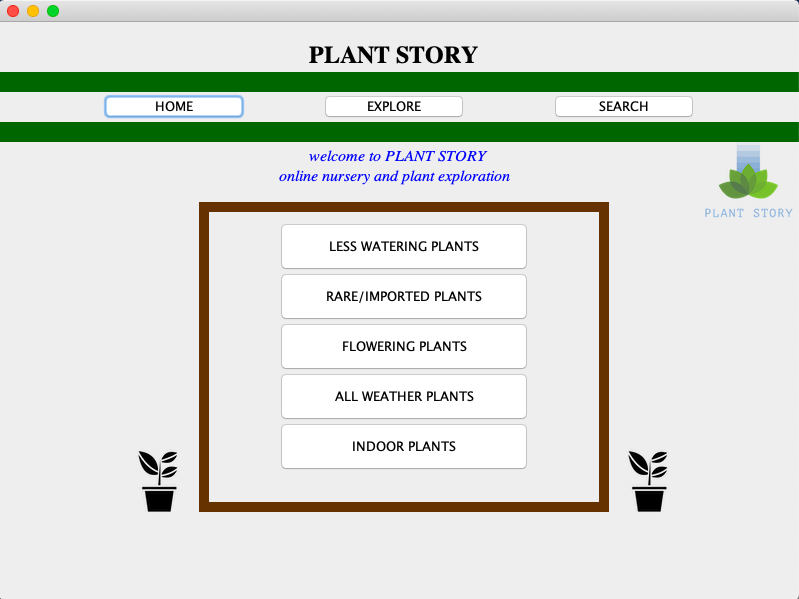 PLANT STORY
HOME EXPLORE SEARCH
welcome to PLANT STORY
online nursery and plant exploration
PLANT STORY
LESS WATERING PLANTS
RARE/IMPORTED PLANTS
FLOWERING PLANTS
ALL WEATHER PLANTS
INDOOR PLANTS